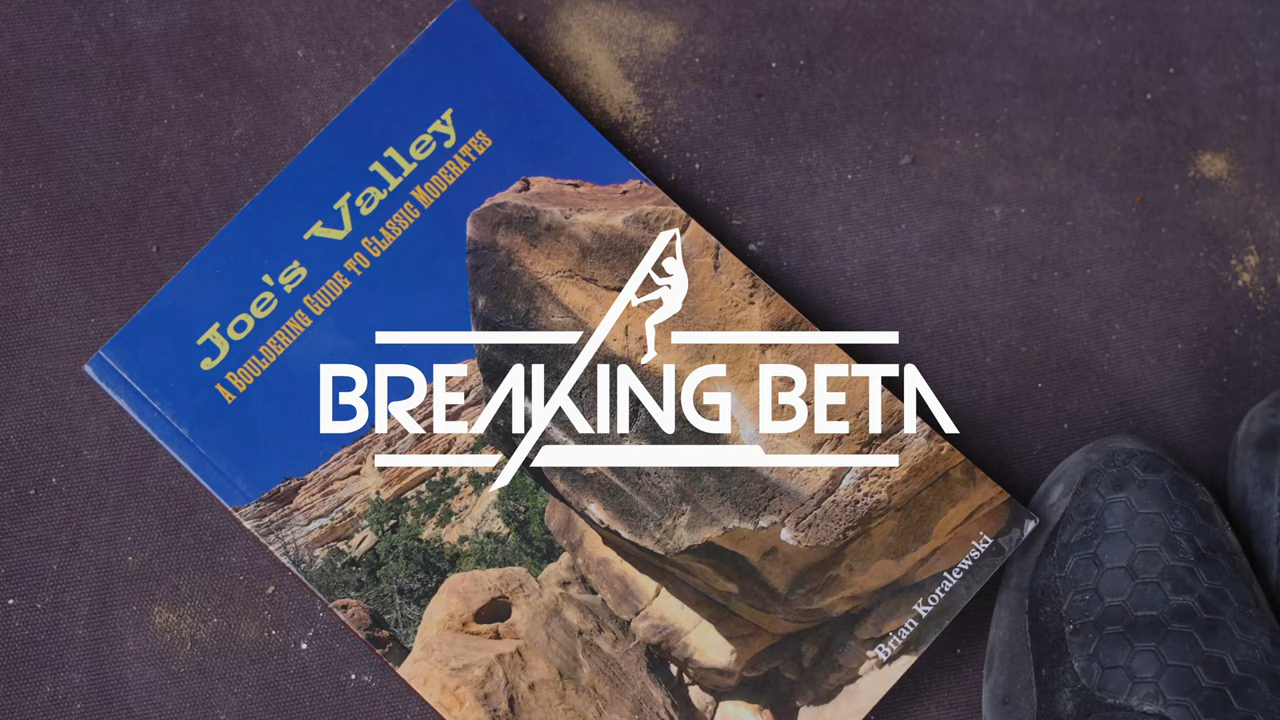 Joe's Valley
A Bouldering Guide to Classic Moderates
BREAKING BETA
Brian Koralewski